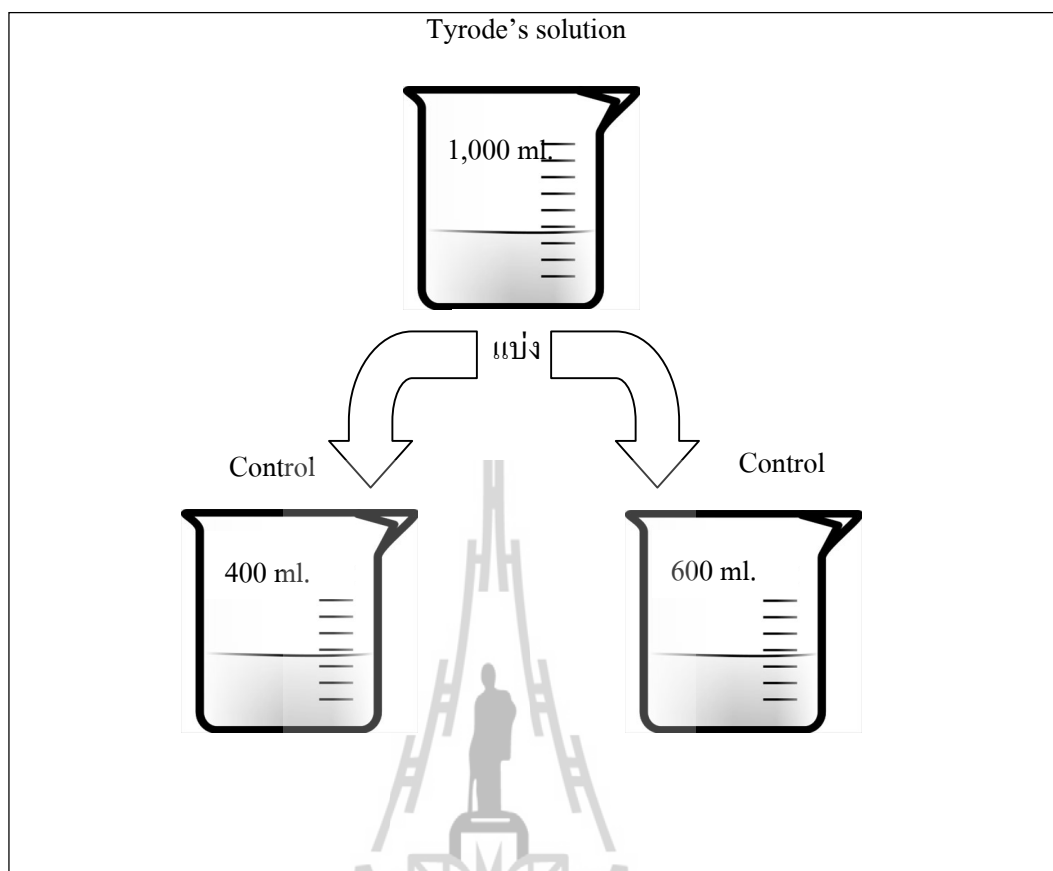 Tyrode’s solution
1,000 ml.
แบ่ง
Control
Control
400 ml.
600 ml.